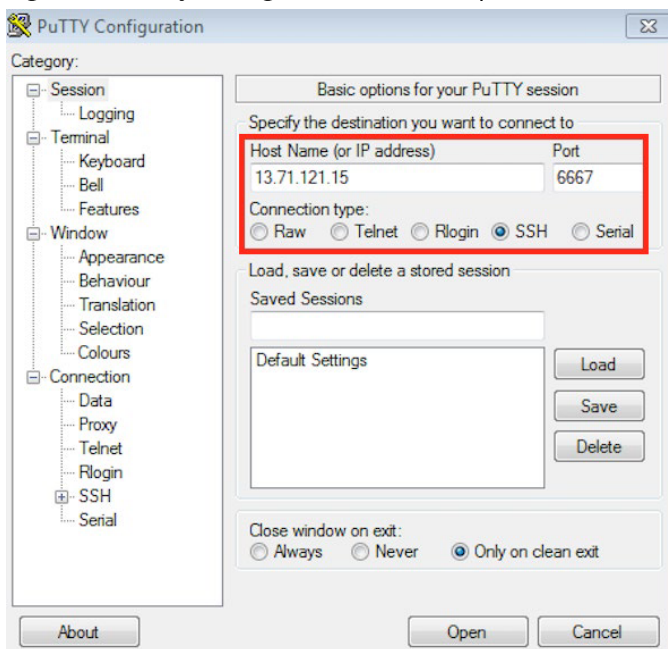 PuTTY Configuration
Category:
Session
Logging
Terminal
Keyboard
Bell
Features
Window
Appearance
Behaviour
Translation
Selection
Colours
Connection
Data
Proxy
Telnet
Rlogin
SSH
Serial
Basic options for your PuTTY session
Specify the destination you want to connect to
Host Name (or IP address) Port
13.71.121.15 6667
Connection type:
Raw Telnet Rlogin SSH Serial
Load, save or delete a stored session
Saved Sessions
Default Settings
Load
Save
Delete
Close window on exit:
Always Never Only on clean exit
About Open Cancel